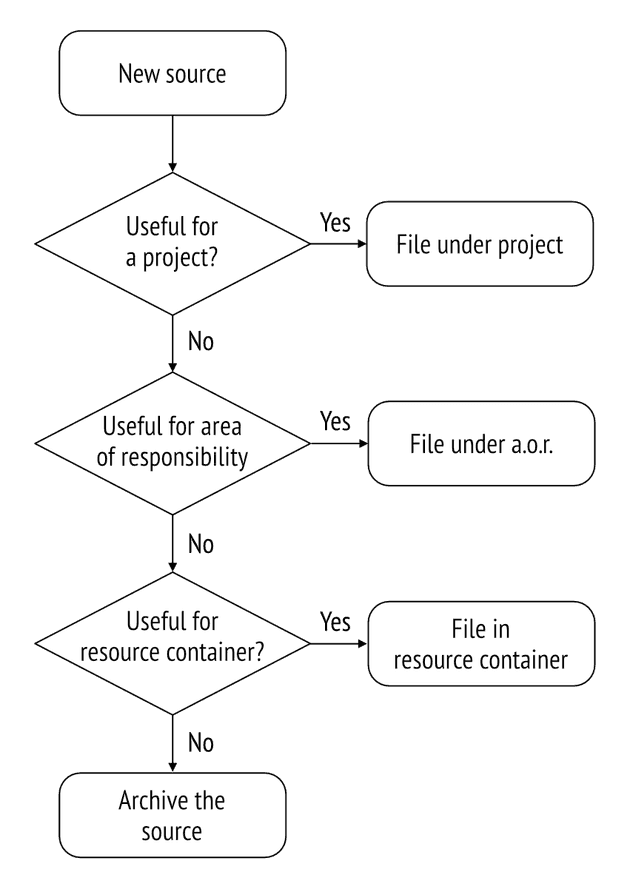 New source
Useful for
a project?
Yes
File under project
No
Useful for area
of responsibility
Yes
File under a.o.r.
No
Useful for
resource container?
Yes
File in
resource container
No
Archive the
source